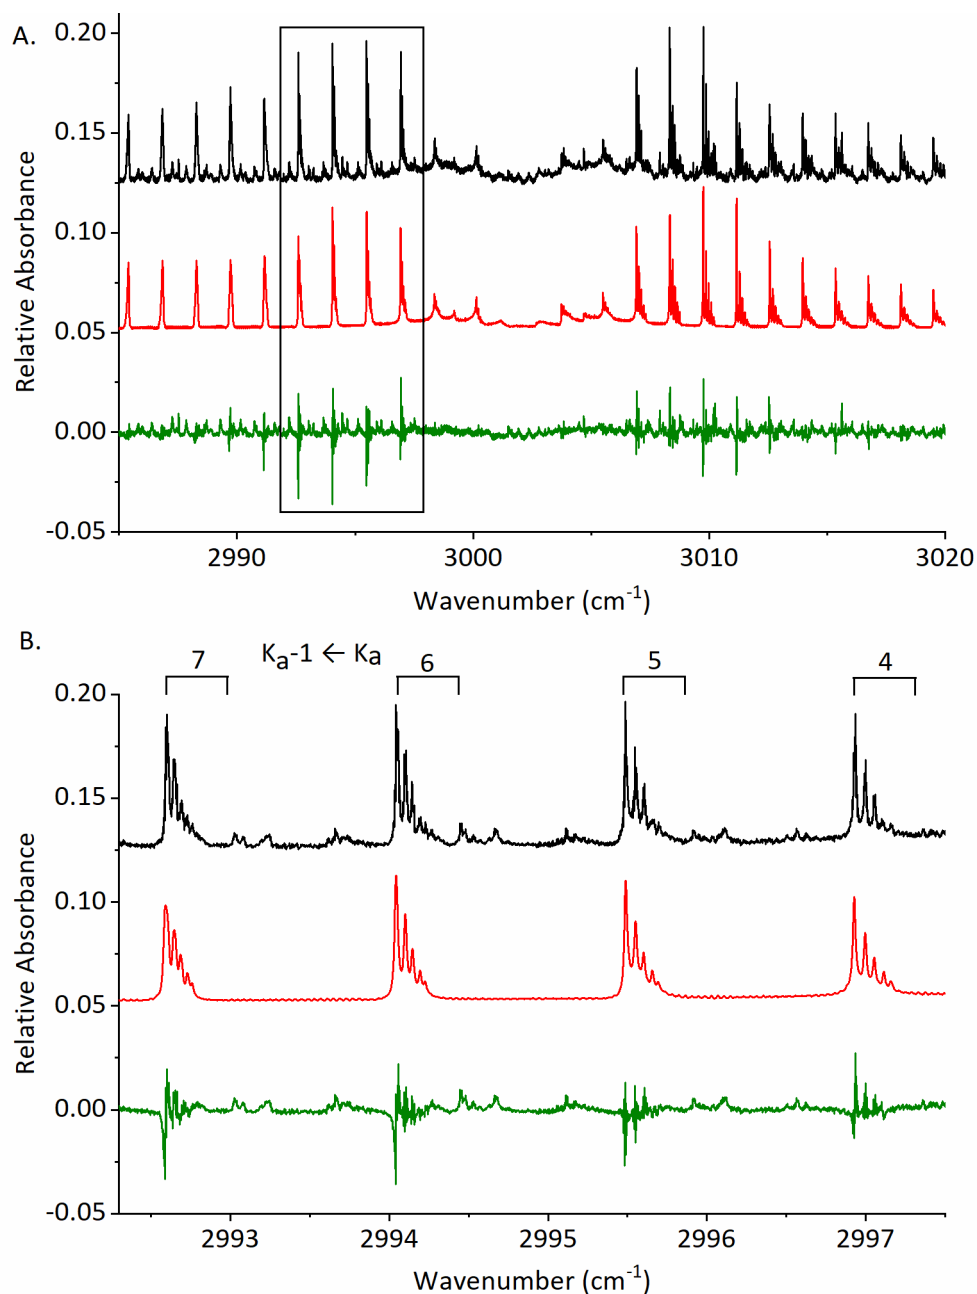 A.
0.20
0.15
0.10
0.05
0.00
-0.05
Relative Absorbance
2990 3000 3010 3020
Wavenumber (cm⁻¹)
B.
7 Kₐ-1 ← Kₐ 6 5 4
0.20
0.15
0.10
0.05
0.00
-0.05
Relative Absorbance
2993 2994 2995 2996 2997
Wavenumber (cm⁻¹)